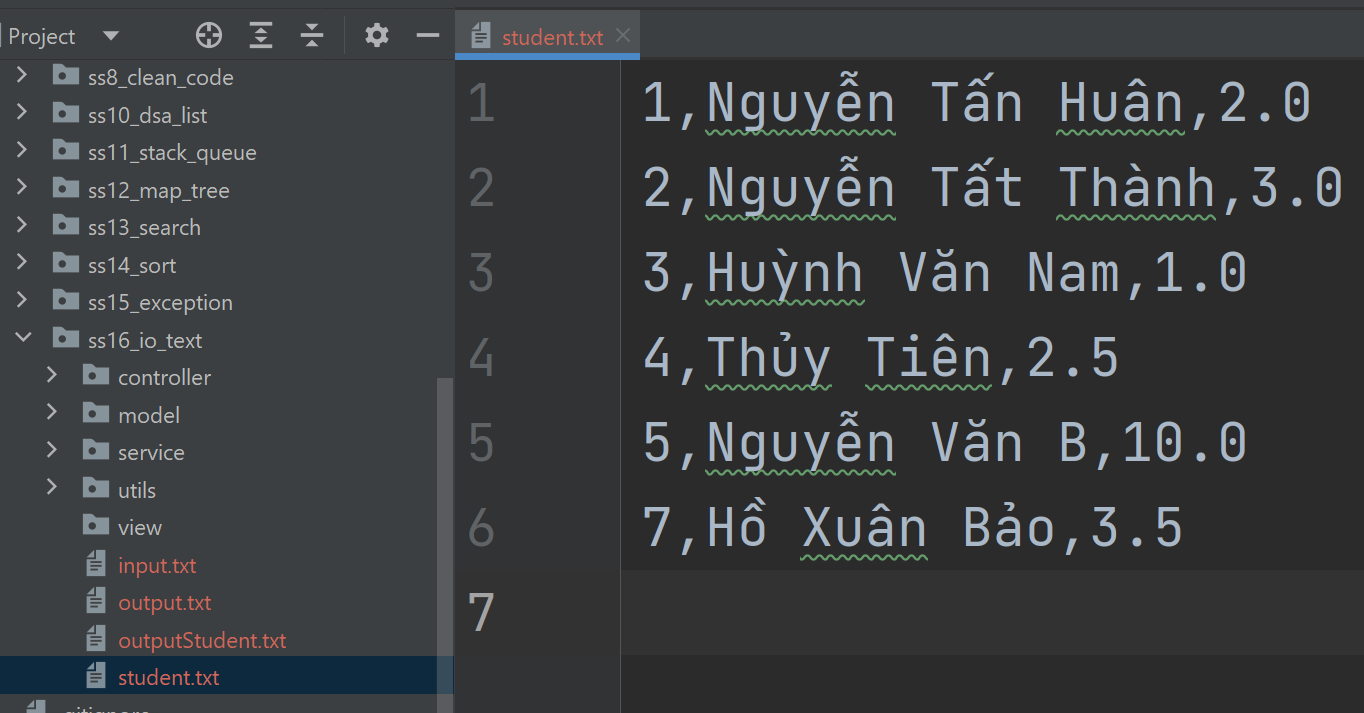 Project
student.txt
ss8_clean_code
ss10_dsa_list
ss11_stack_queue
ss12_map_tree
ss13_search
ss14_sort
ss15_exception
ss16_io_text
controller
model
service
utils
view
input.txt
output.txt
outputStudent.txt
student.txt
1 1,Nguyễn Tấn Huân,2.0
2 2,Nguyễn Tất Thành,3.0
3 3,Huỳnh Văn Nam,1.0
4 4,Thủy Tiên,2.5
5 5,Nguyễn Văn B,10.0
6 7,Hồ Xuân Bảo,3.5
7